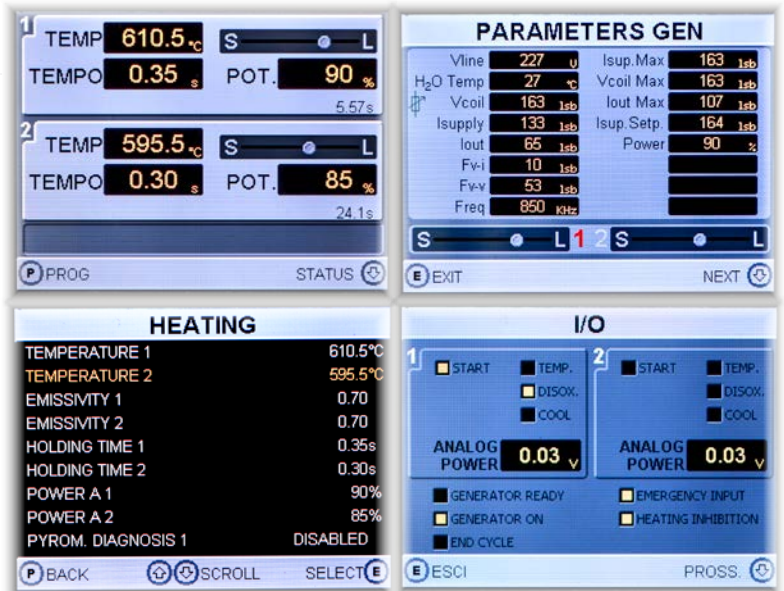 1
TEMP 610.5 °C S L
TEMPO 0.35 s POT. 90 %
5.57s
2
TEMP 595.5 °C S L
TEMPO 0.30 s POT. 85 %
24.1s
P PROG STATUS
PARAMETERS GEN
Vline 227 V Isup.Max 163 lsb
H₂O Temp 27 °C Vcoil Max 163 lsb
Vcoil 163 lsb Iout Max 107 lsb
Isupply 133 lsb Isup.Setp. 164 lsb
Iout 65 lsb Power 90 %
Fv-i 10 lsb
Fv-v 53 lsb
Freq 850 KHz
S L 1 2 S L
E EXIT NEXT
HEATING
TEMPERATURE 1 610.5°C
TEMPERATURE 2 595.5°C
EMISSIVITY 1 0.70
EMISSIVITY 2 0.70
HOLDING TIME 1 0.35s
HOLDING TIME 2 0.30s
POWER A 1 90%
POWER A 2 85%
PYROM. DIAGNOSIS 1 DISABLED
P BACK SCROLL SELECT E
I/O
1 START TEMP. 2 START TEMP.
DISOX. DISOX.
COOL COOL
ANALOG POWER 0.03 V ANALOG POWER 0.03 V
GENERATOR READY EMERGENCY INPUT
GENERATOR ON HEATING INHIBITION
END CYCLE
E ESCI PROSS.